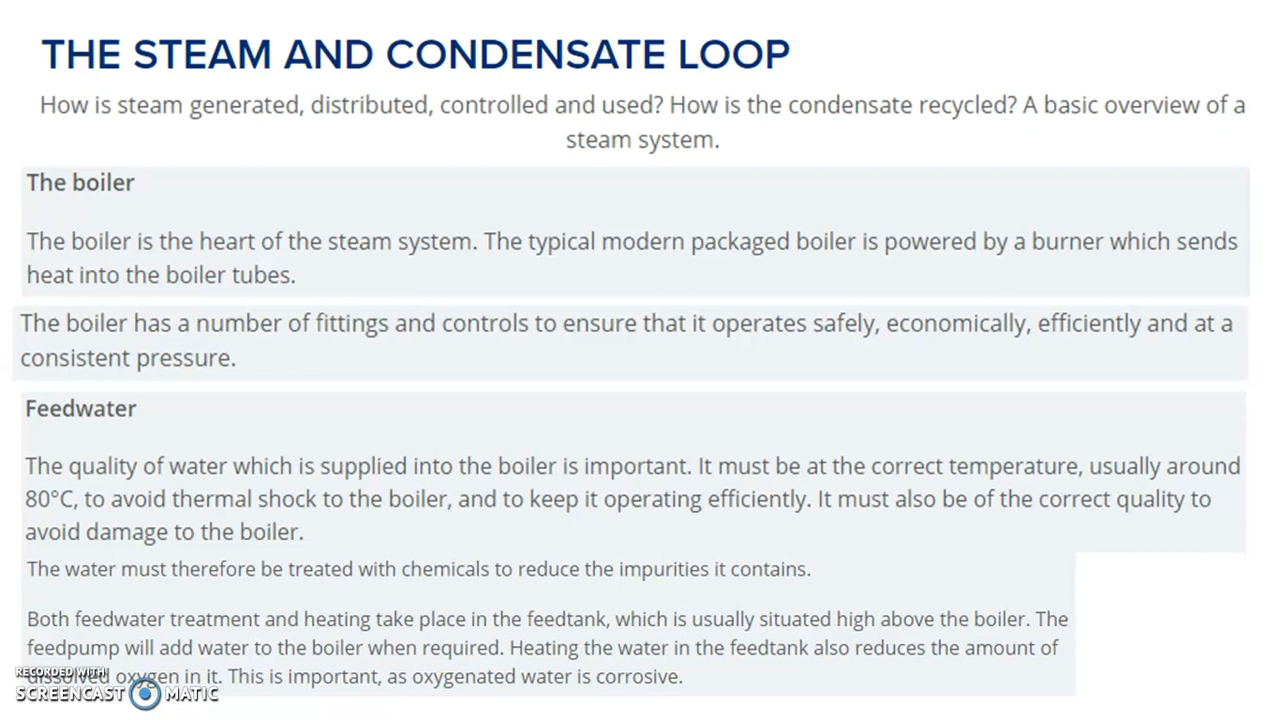 THE STEAM AND CONDENSATE LOOP
How is steam generated, distributed, controlled and used? How is the condensate recycled? A basic overview of a
steam system.
The boiler
The boiler is the heart of the steam system. The typical modern packaged boiler is powered by a burner which sends
heat into the boiler tubes.
The boiler has a number of fittings and controls to ensure that it operates safely, economically, efficiently and at a
consistent pressure.
Feedwater
The quality of water which is supplied into the boiler is important. It must be at the correct temperature, usually around
80°C, to avoid thermal shock to the boiler, and to keep it operating efficiently. It must also be of the correct quality to
avoid damage to the boiler.
The water must therefore be treated with chemicals to reduce the impurities it contains.
Both feedwater treatment and heating take place in the feedtank, which is usually situated high above the boiler. The
feedpump will add water to the boiler when required. Heating the water in the feedtank also reduces the amount of
dissolved oxygen in it. This is important, as oxygenated water is corrosive.
RECORDED WITH
SCREENCAST MATIC